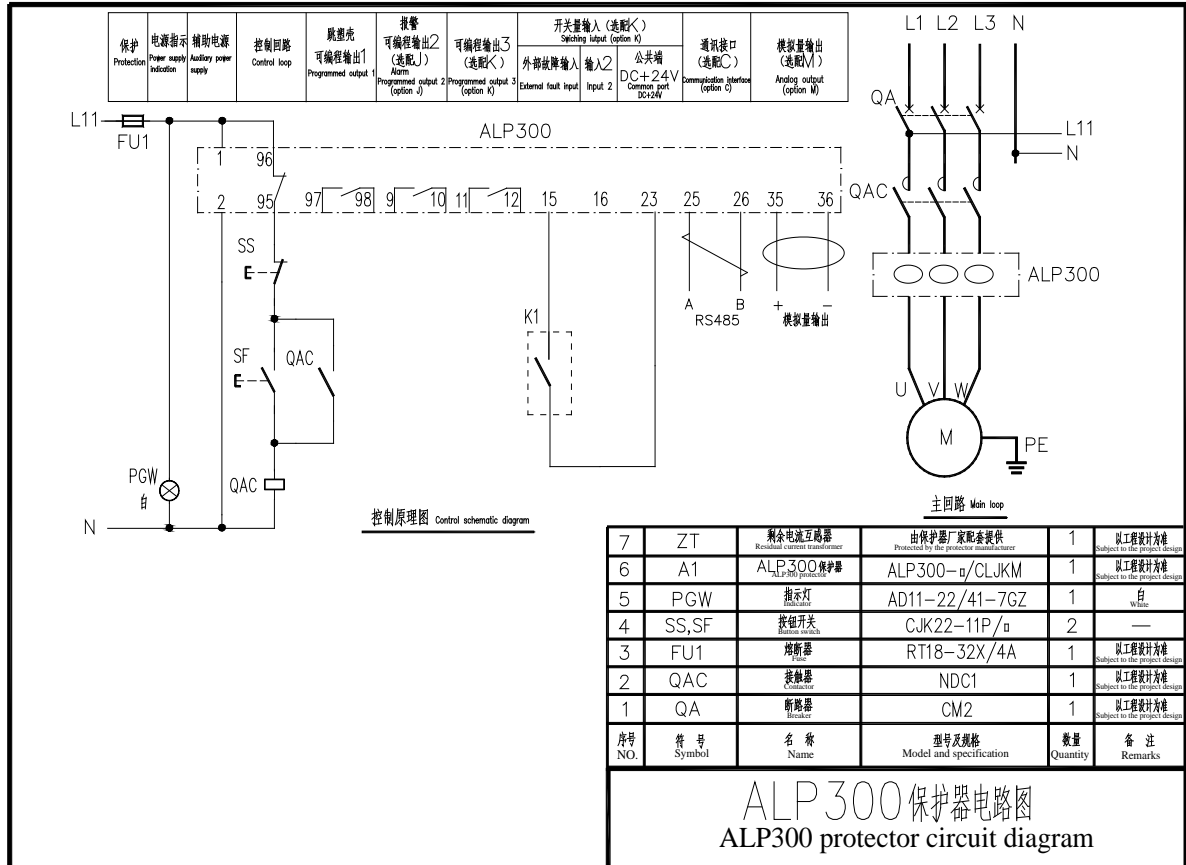 保护
Protection
电源指示
Power supply
indication
辅助电源
Auxiliary power
supply
控制回路
Control loop
脱塑壳
可编程输出1
Programmed output 1
报警
可编程输出2
(选配J)
Alarm
Programmed output 2
(option J)
可编程输出3
(选配K)
Programmed output 3
(option K)
开关量输入 (选配K)
Swiching iutput (option K)
外部故障输入
External fault input
输入2
Input 2
公共端
DC+24V
Common port
DC+24V
通讯接口
(选配C)
Communication interface
(option C)
模拟量输出
(选配M)
Analog output
(option M)
L1 L2 L3 N
QA
L11
N
QAC
ALP300
U V W
M
PE
主回路 Main loop
L11
FU1
ALP300
1 96
2 95 97 98 9 10 11 12 15 16 23 25 26 35 36
SS
A B + −
RS485 模拟量输出
K1
SF QAC
PGW
白
QAC
N
控制原理图 Control schematic diagram
7 ZT 剩余电流互感器 由保护器厂家配套提供 1 以工程设计为准
Residual current transformer Protected by the protector manufacturer Subject to the project design
6 A1 ALP300保护器 ALP300-¤/CLJKM 1 以工程设计为准
ALP300 protector Subject to the project design
5 PGW 指示灯 AD11-22/41-7GZ 1 白
Indicator White
4 SS,SF 按钮开关 CJK22-11P/¤ 2 —
Button switch
3 FU1 熔断器 RT18-32X/4A 1 以工程设计为准
Fuse Subject to the project design
2 QAC 接触器 NDC1 1 以工程设计为准
Contactor Subject to the project design
1 QA 断路器 CM2 1 以工程设计为准
Breaker Subject to the project design
序号 符 号 名 称 型号及规格 数量 备 注
NO. Symbol Name Model and specification Quantity Remarks
ALP300保护器电路图
ALP300 protector circuit diagram